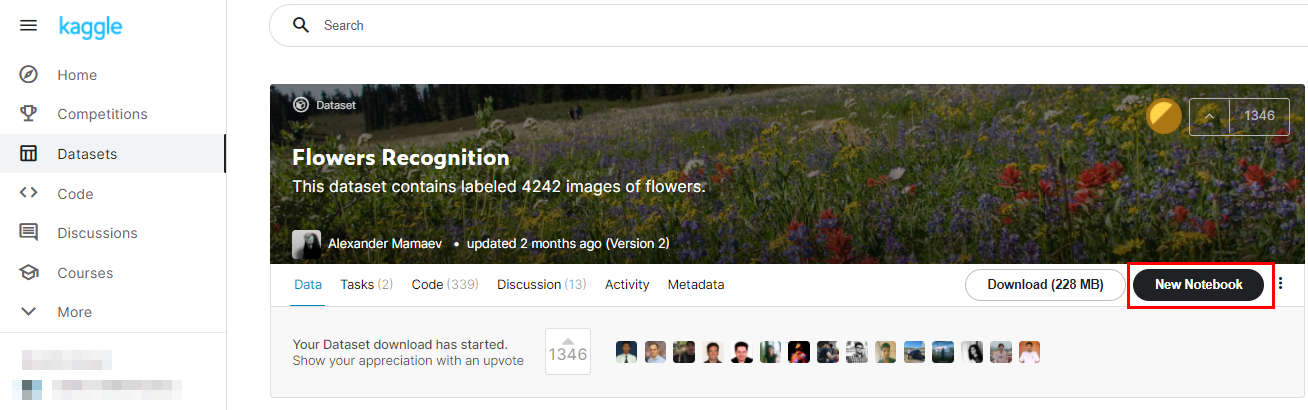 kaggle
Search
Home
Competitions
Datasets
Code
Discussions
Courses
More
Dataset
1346
Flowers Recognition
This dataset contains labeled 4242 images of flowers.
Alexander Mamaev • updated 2 months ago (Version 2)
Data Tasks (2) Code (339) Discussion (13) Activity Metadata Download (228 MB) New Notebook
Your Dataset download has started.
Show your appreciation with an upvote
1346